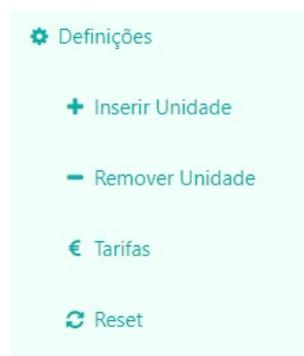 Definições
Inserir Unidade
Remover Unidade
€ Tarifas
Reset